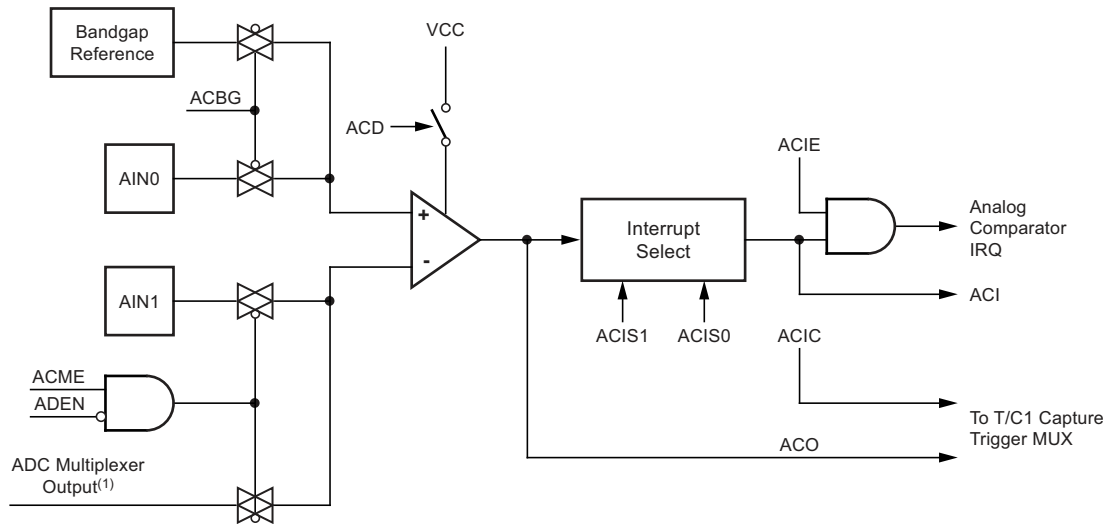 Bandgap
Reference
VCC
ACBG
ACD
ACIE
AIN0
+
Interrupt
Select
Analog
Comparator
IRQ
-
AIN1
ACI
ACIS1
ACIS0
ACIC
ACME
ADEN
To T/C1 Capture
Trigger MUX
ACO
ADC Multiplexer
Output(1)